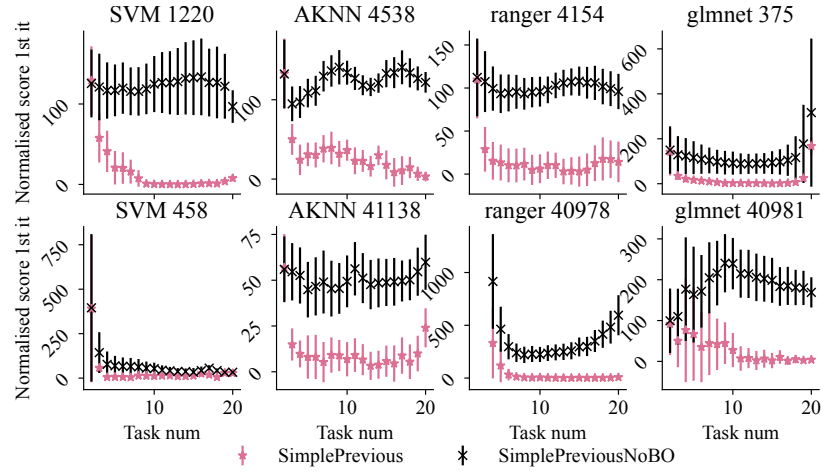 SVM 1220
AKNN 4538
ranger 4154
glmnet 375
Normalised score 1st it
100
0
100
0
150
100
50
0
600
400
200
0
SVM 458
AKNN 41138
ranger 40978
glmnet 40981
Normalised score 1st it
750
500
250
0
75
50
25
0
1000
500
0
300
200
100
0
10
20
10
20
10
20
10
20
Task num
Task num
Task num
Task num
SimplePrevious
SimplePreviousNoBO